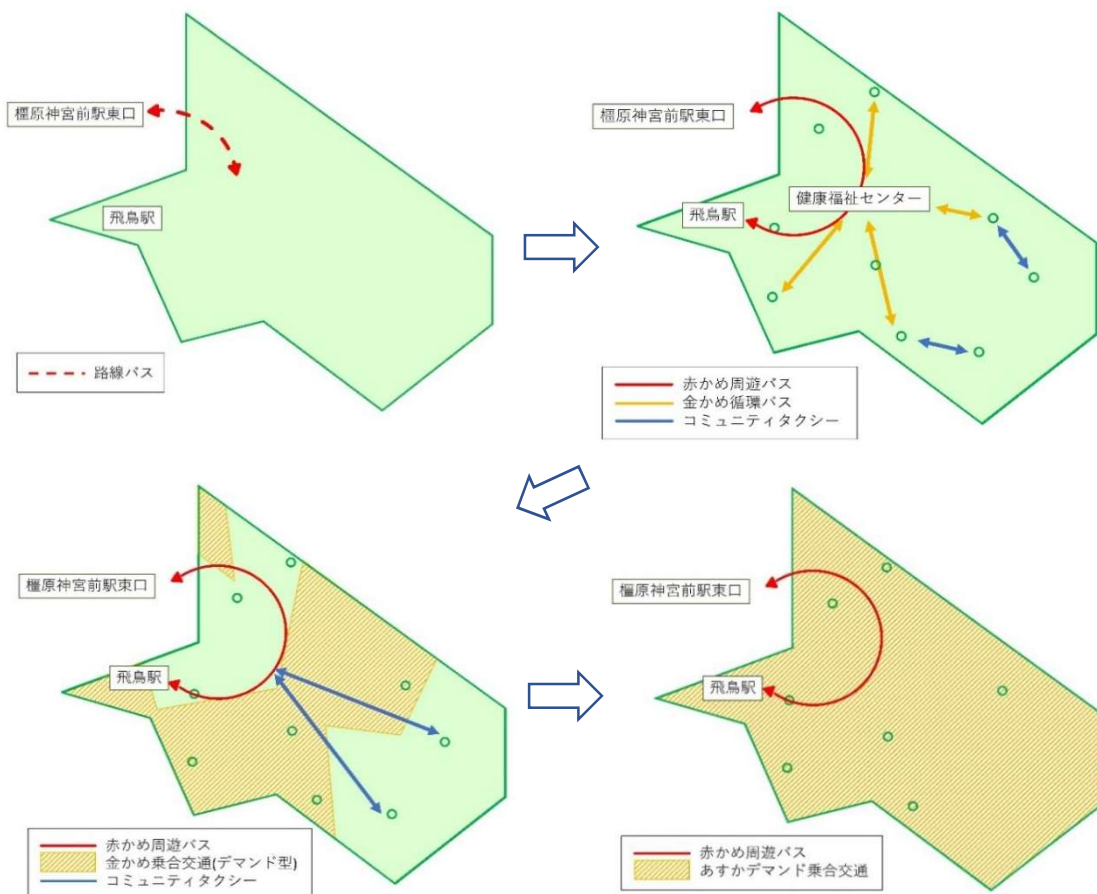 橿原神宮前駅東口
飛鳥駅
路線バス
橿原神宮前駅東口
健康福祉センター
飛鳥駅
赤かめ周遊バス
金かめ循環バス
コミュニティタクシー
橿原神宮前駅東口
飛鳥駅
赤かめ周遊バス
金かめ乗合交通(デマンド型)
コミュニティタクシー
橿原神宮前駅東口
飛鳥駅
赤かめ周遊バス
あすかデマンド乗合交通